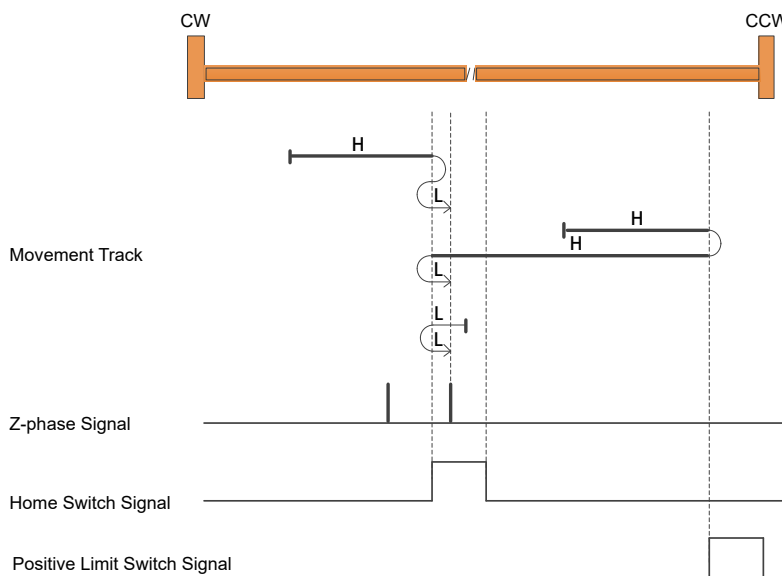 CW
CCW
H
L
H
H
Movement Track
L
L
L
Z-phase Signal
Home Switch Signal
Positive Limit Switch Signal